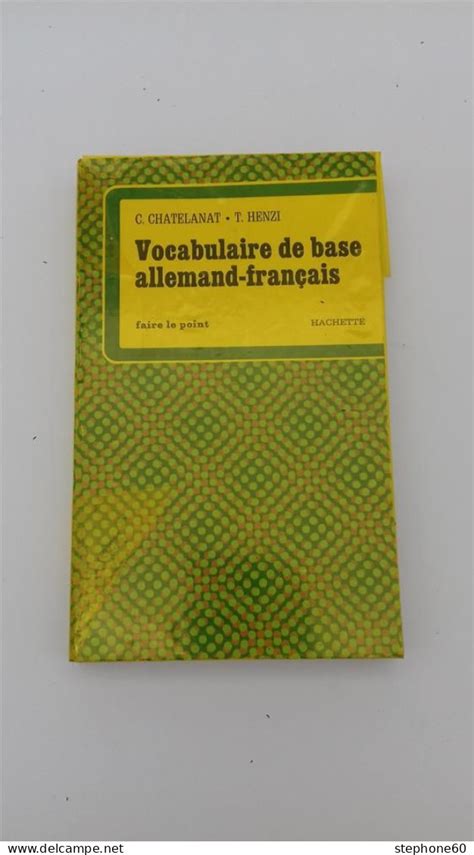 C. CHATELANAT • T. HENZI
Vocabulaire de base
allemand-français
faire le point HACHETTE
www.delcampe.net stephone60